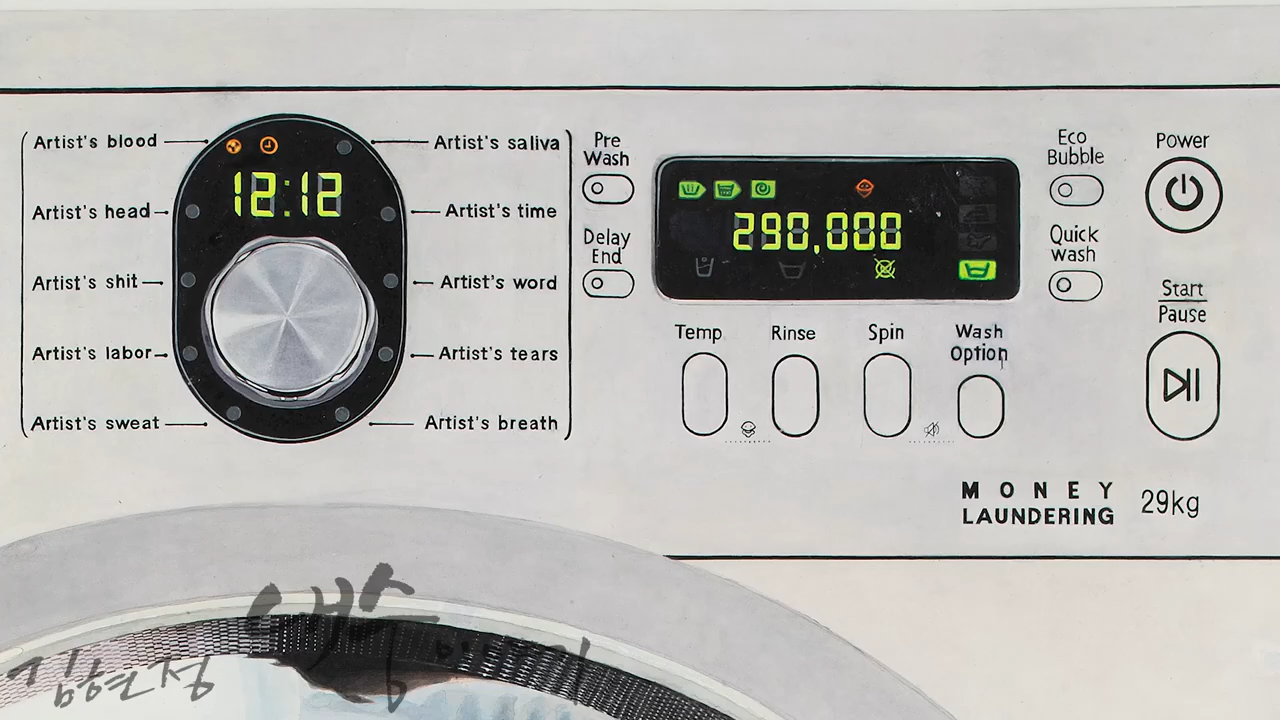 Artist's blood
Artist's head
Artist's shit
Artist's labor
Artist's sweat
12:12
Artist's saliva
Artist's time
Artist's word
Artist's tears
Artist's breath
Pre
Wash
Delay
End
290,000
Eco
Bubble
Quick
wash
Power
Start
Pause
Temp
Rinse
Spin
Wash
Option
MONEY
LAUNDERING
29kg
김현정